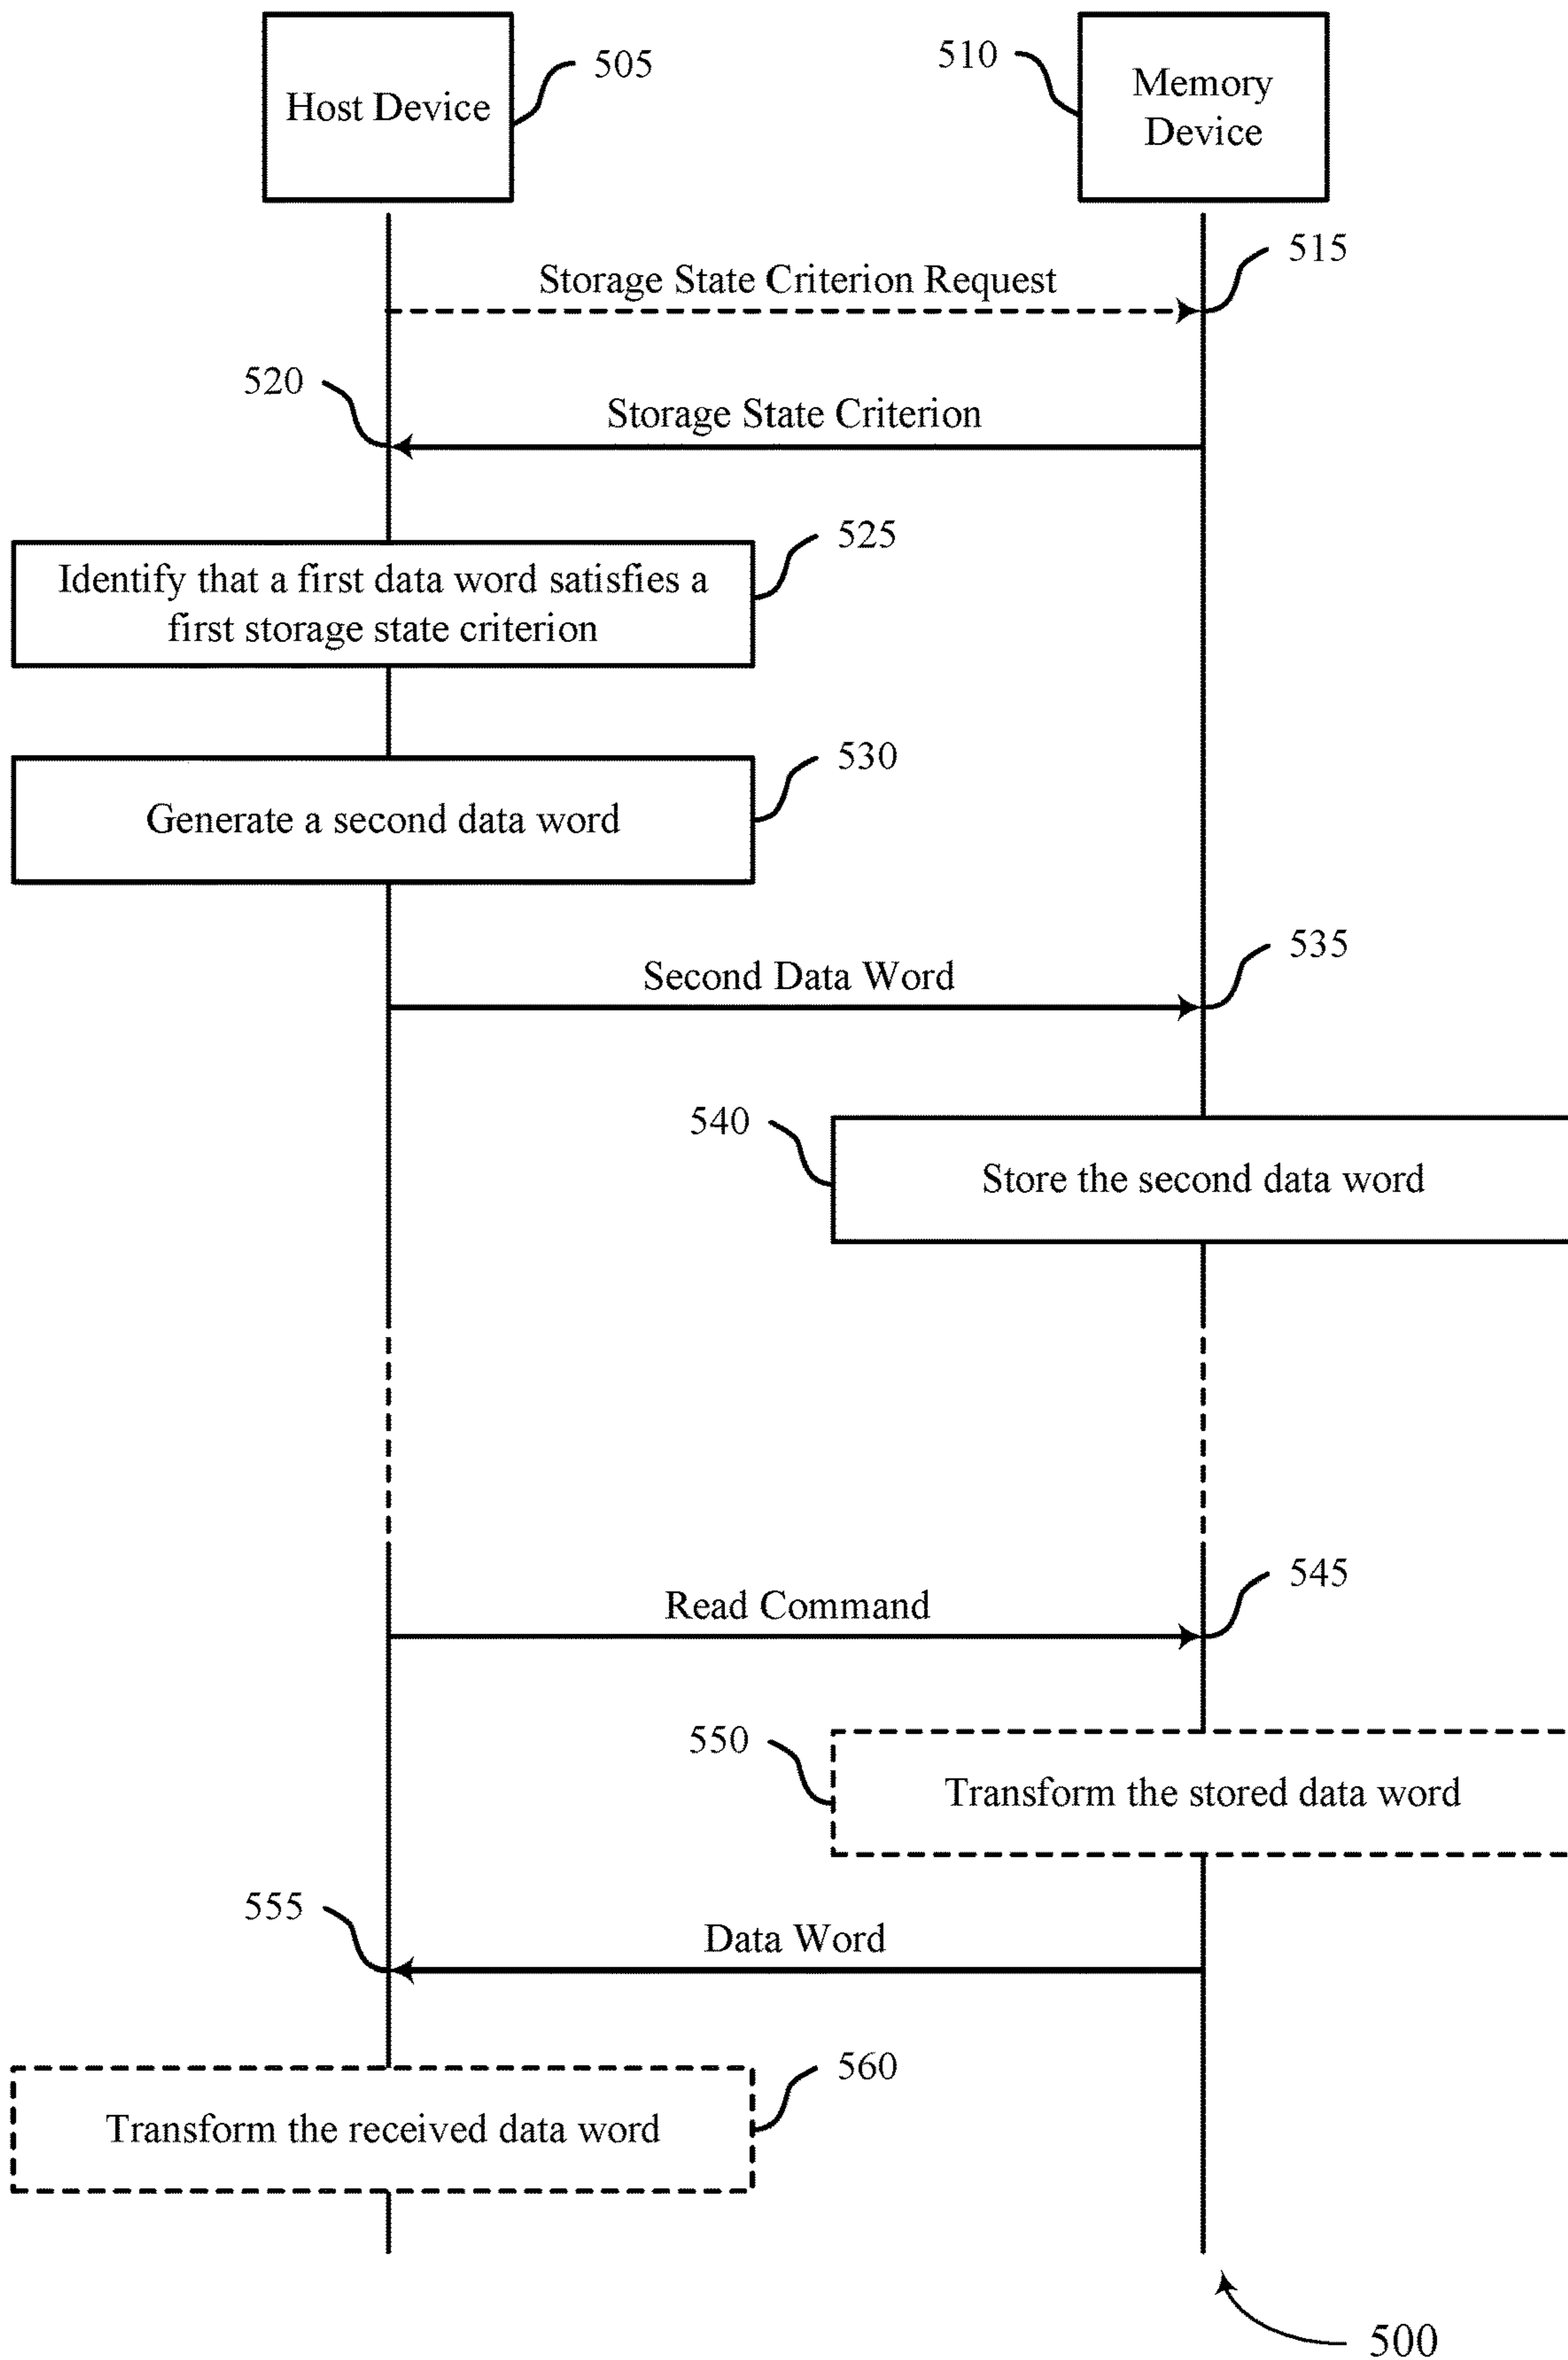 Host Device
505
510
Memory
Device
515
Storage State Criterion Request
520
Storage State Criterion
525
Identify that a first data word satisfies a
first storage state criterion
530
Generate a second data word
535
Second Data Word
540
Store the second data word
545
Read Command
550
Transform the stored data word
555
Data Word
560
Transform the received data word
500